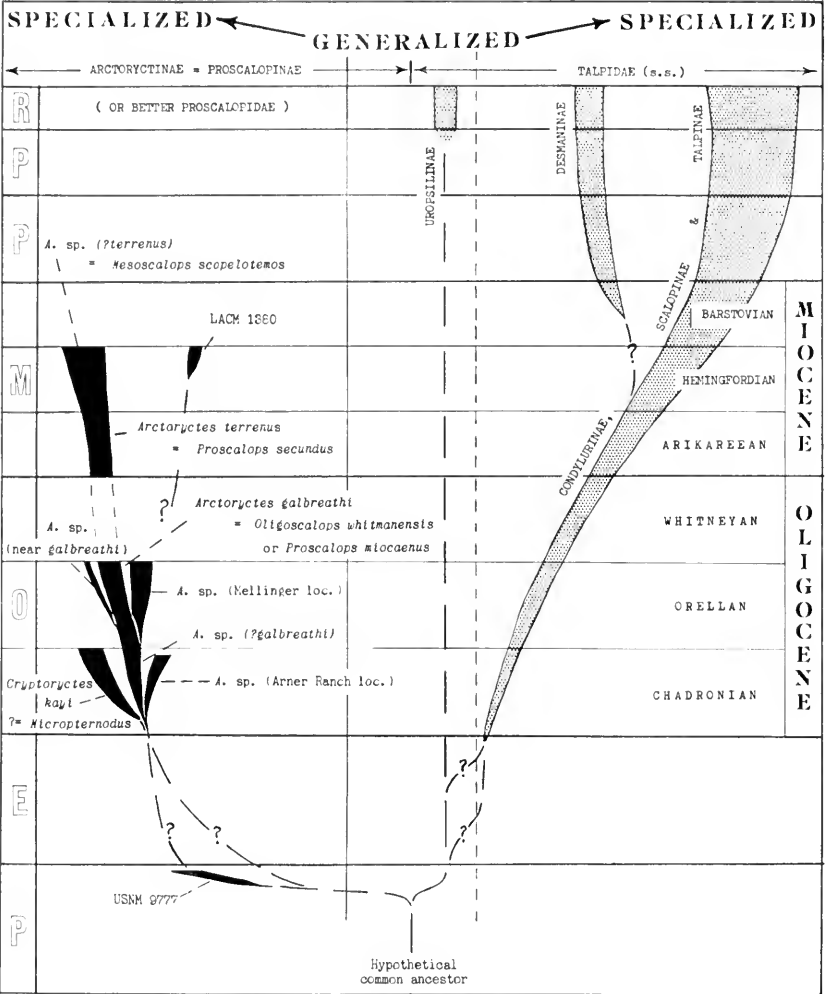 SPECIALIZED
GENERALIZED
SPECIALIZED
ARCTORYCTINAE = PROSCALOPINAE
TALPIDAE (s.s.)
R
( OR BETTER PROSCALOPIDAE )
UROPSILINAE
DESMANINAE
TALPINAE
&
SCALOPINAE
CONDYLURINAE,
P
P
A. sp. (?terrenus)
= Mesoscalops scopelotemos
LACM 1380
BARSTOVIAN
MIOCENE
M
?
HEMINGFORDIAN
Arctoryctes terrenus
= Proscalops secundus
ARIKAREEAN
Arctoryctes galbreathi
= Oligoscalops whitmanensis
or Proscalops miocaenus
?
A. sp.
(near galbreathi)
WHITNEYAN
OLIGOCENE
O
A. sp. (Mellinger loc.)
ORELLAN
A. sp. (?galbreathi)
Cryptoryctes
kayi
?= Micropternodus
A. sp. (Arner Ranch loc.)
CHADRONIAN
E
?
?
?
?
USNM 9777
P
Hypothetical
common ancestor